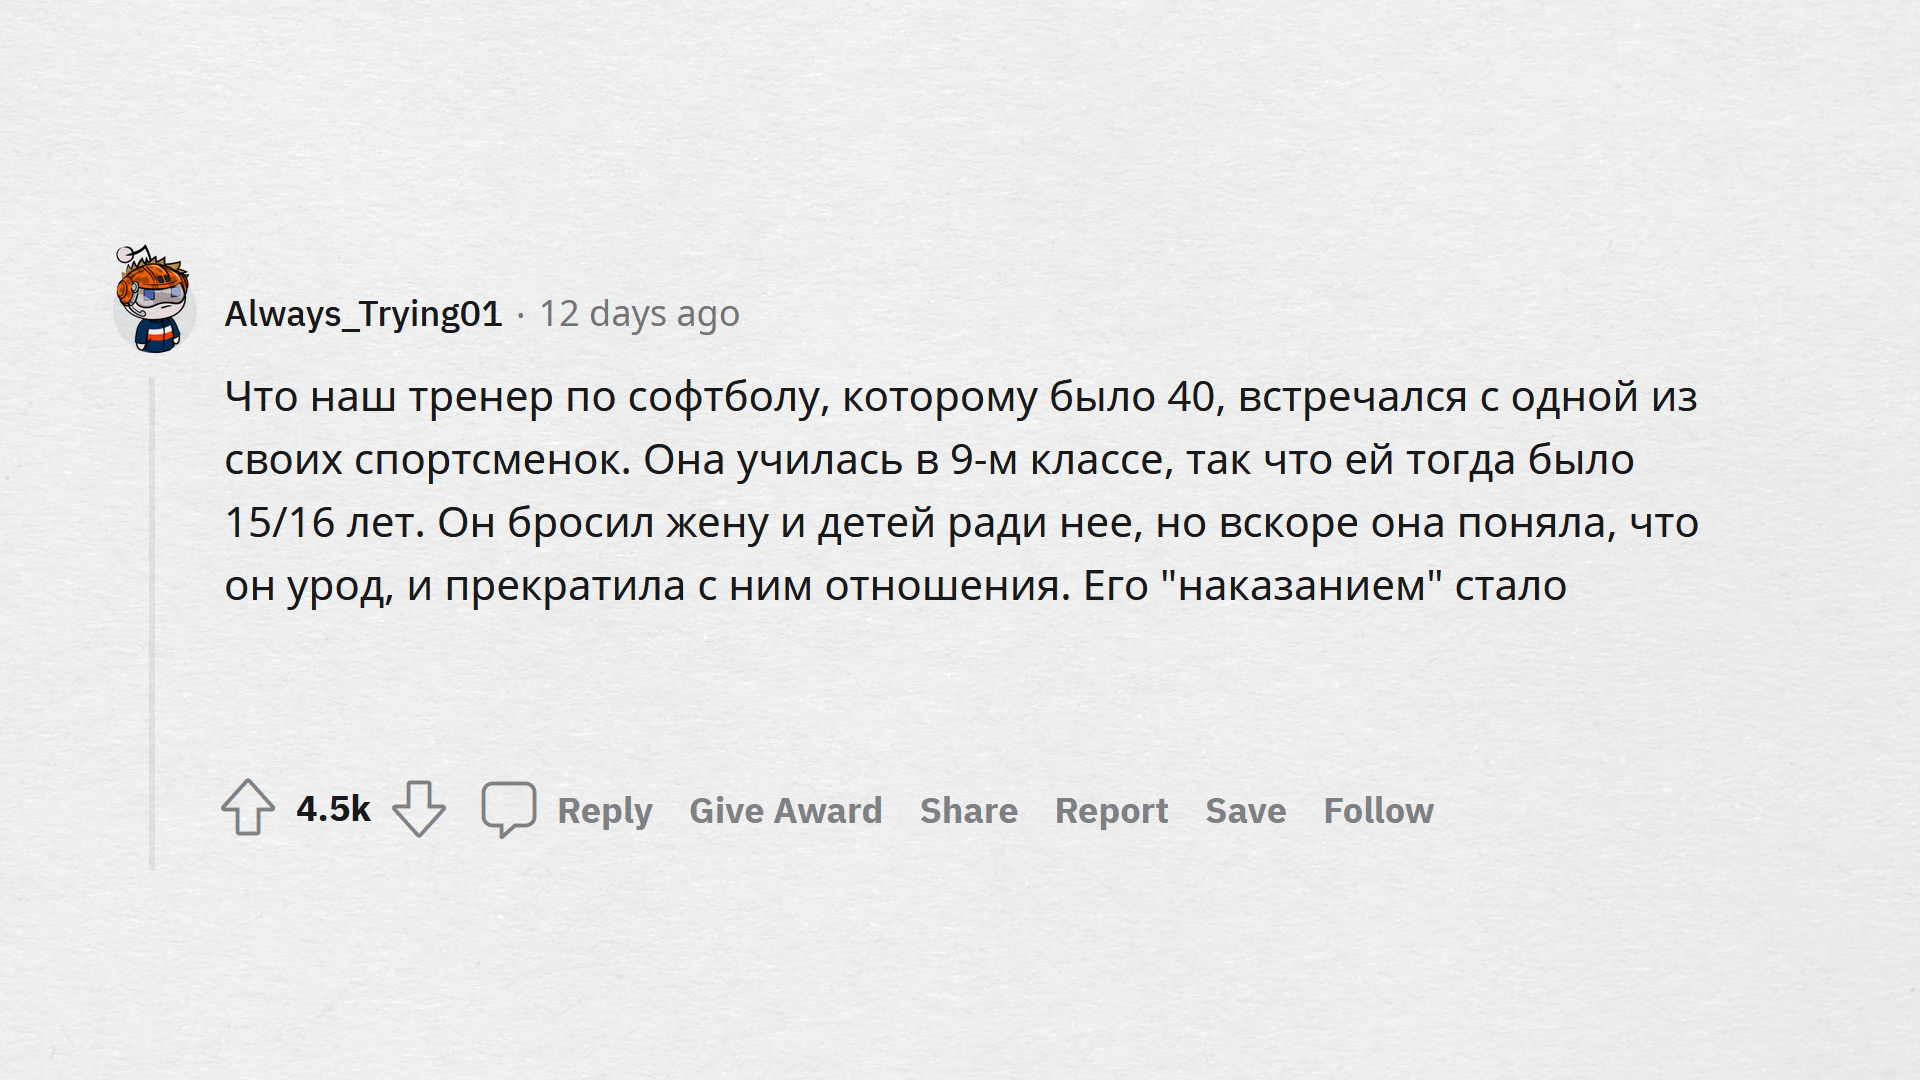 Always_Trying01 · 12 days ago
Что наш тренер по софтболу, которому было 40, встречался с одной из
своих спортсменок. Она училась в 9-м классе, так что ей тогда было
15/16 лет. Он бросил жену и детей ради нее, но вскоре она поняла, что
он урод, и прекратила с ним отношения. Его "наказанием" стало
4.5k Reply Give Award Share Report Save Follow